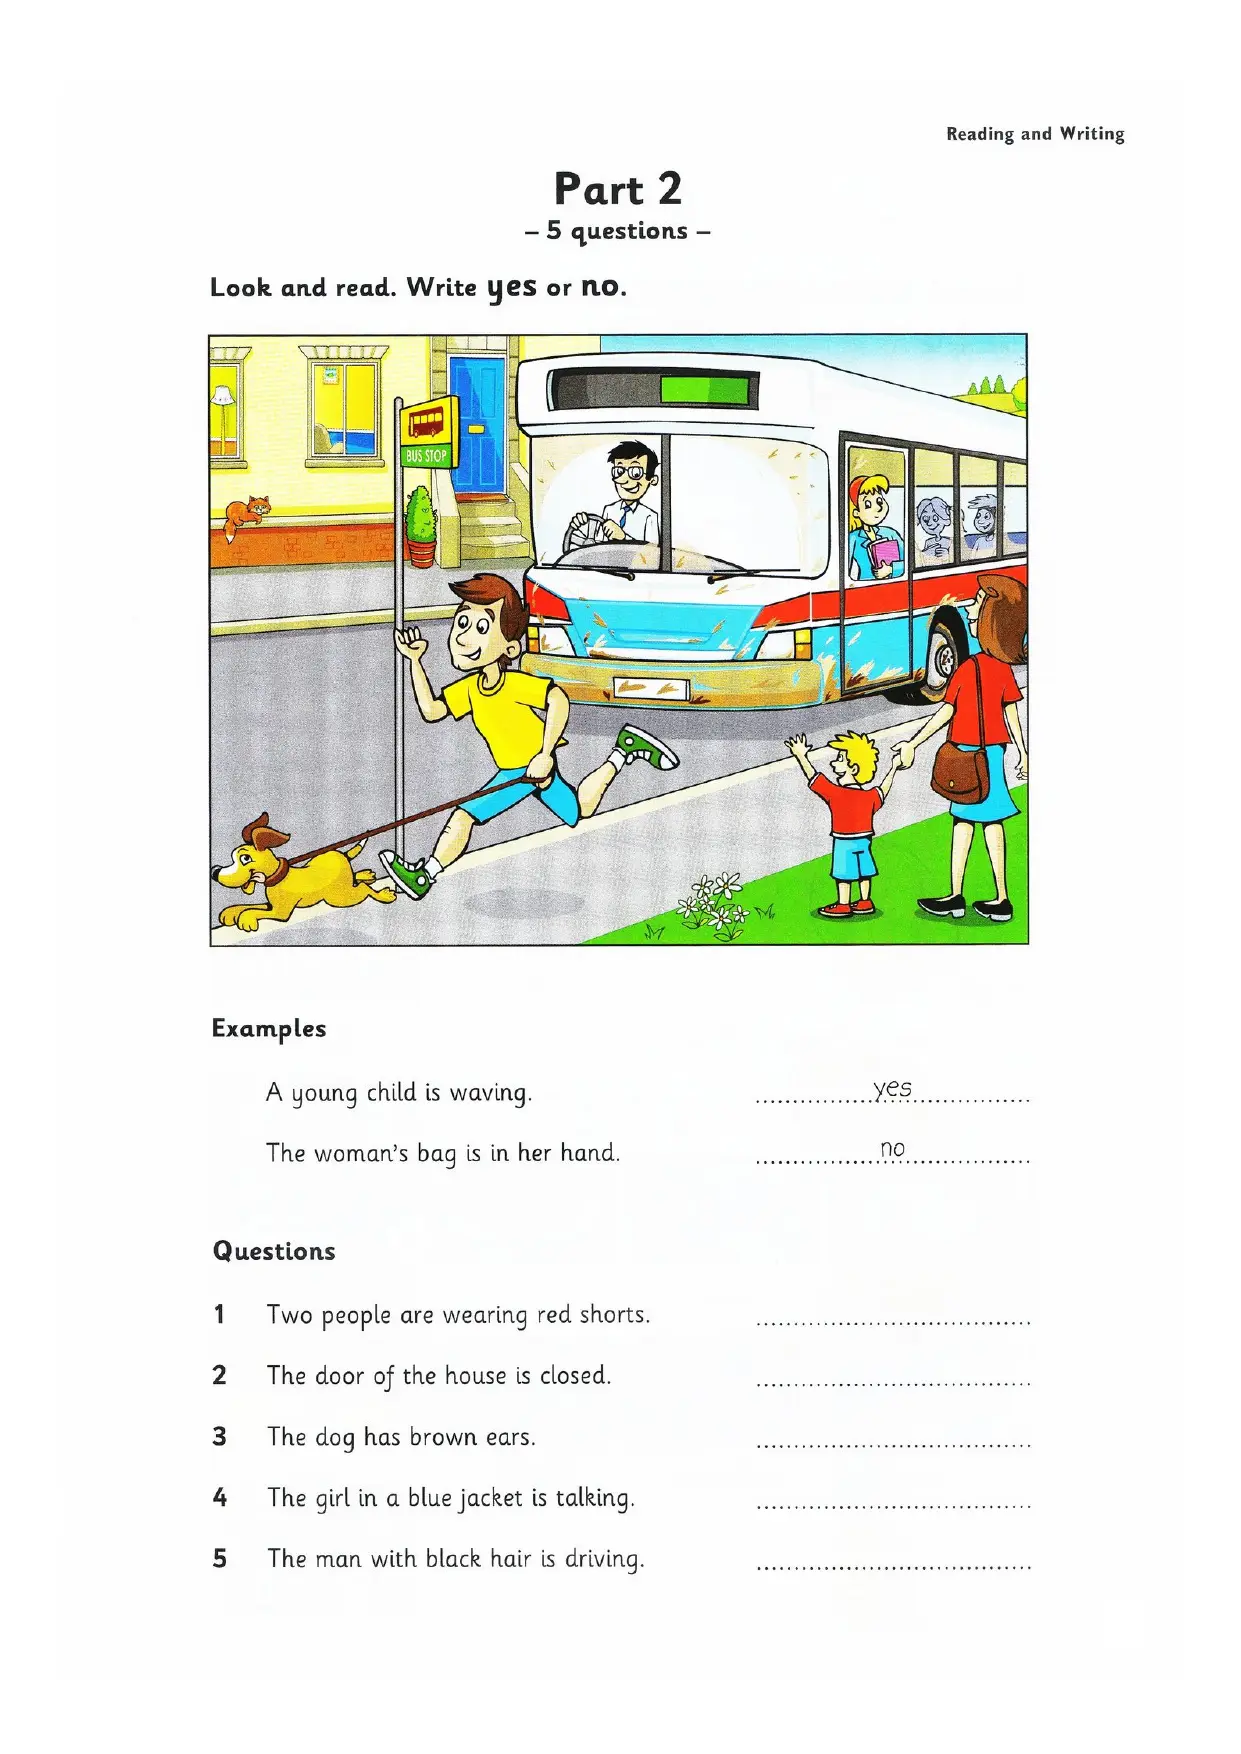 Reading and Writing
Part 2
– 5 questions –
Look and read. Write yes or no.
BUS STOP
Examples
A young child is waving. yes
The woman's bag is in her hand. no
Questions
1 Two people are wearing red shorts.
2 The door of the house is closed.
3 The dog has brown ears.
4 The girl in a blue jacket is talking.
5 The man with black hair is driving.